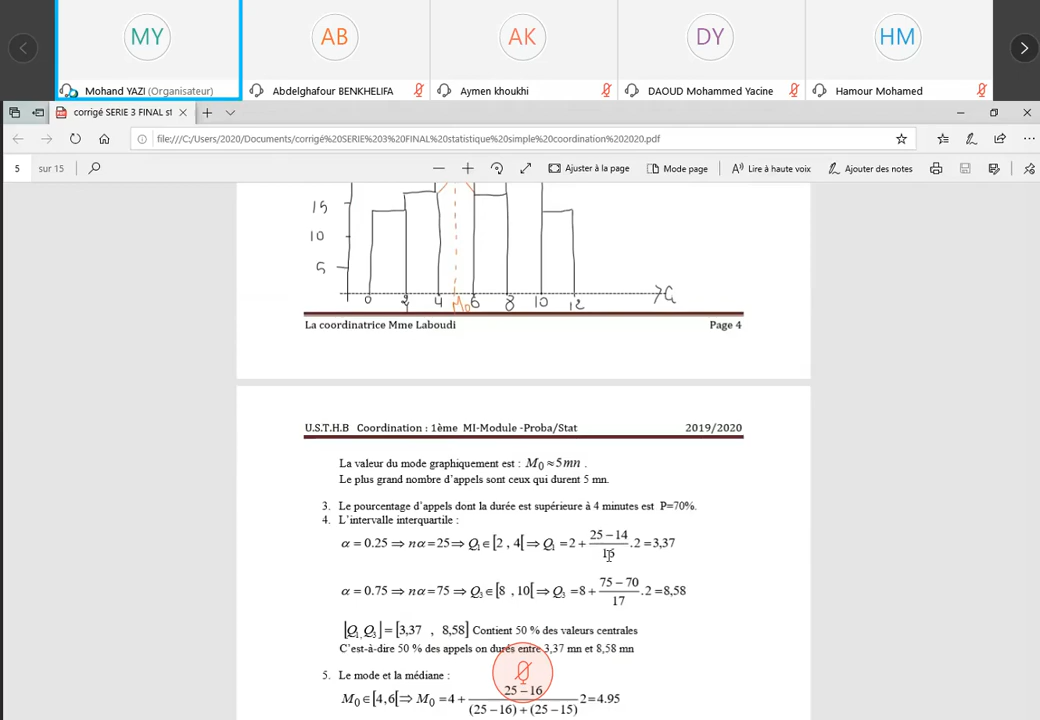 MY AB AK DY HM
Mohand YAZI (Organisateur) Abdelghafour BENKHELIFA Aymen khoukhi DAOUD Mohammed Yacine Hamour Mohamed
corrigé SERIE 3 FINAL st
file:///C:/Users/2020/Documents/corrigé%20SERIE%203%20FINAL%20statistique%20simple%20coordination%202020.pdf
5 sur 15 Ajuster à la page Mode page Lire à haute voix Ajouter des notes
15
10
5
0 2 4 M0 6 8 10 12
La coordinatrice Mme Laboudi Page 4
U.S.T.H.B Coordination : 1ème MI-Module -Proba/Stat 2019/2020
La valeur du mode graphiquement est : M0 ≈ 5 mn .
Le plus grand nombre d'appels sont ceux qui durent 5 mn.
3. Le pourcentage d'appels dont la durée est supérieure à 4 minutes est P=70%.
4. L'intervalle interquartile :
α = 0.25 ⇒ nα = 25 ⇒ Q1 ∈ [2 , 4[ ⇒ Q1 = 2 + (25 − 14)/16 .2 = 3,37
α = 0.75 ⇒ nα = 75 ⇒ Q3 ∈ [8 , 10[ ⇒ Q3 = 8 + (75 − 70)/17 .2 = 8,58
[Q1, Q3] = [3,37 , 8,58] Contient 50 % des valeurs centrales
C'est-à-dire 50 % des appels on durés entre 3,37 mn et 8,58 mn
5. Le mode et la médiane :
M0 ∈ [4,6[ ⇒ M0 = 4 + (25 − 16)/((25 − 16) + (25 − 15)) 2 = 4.95